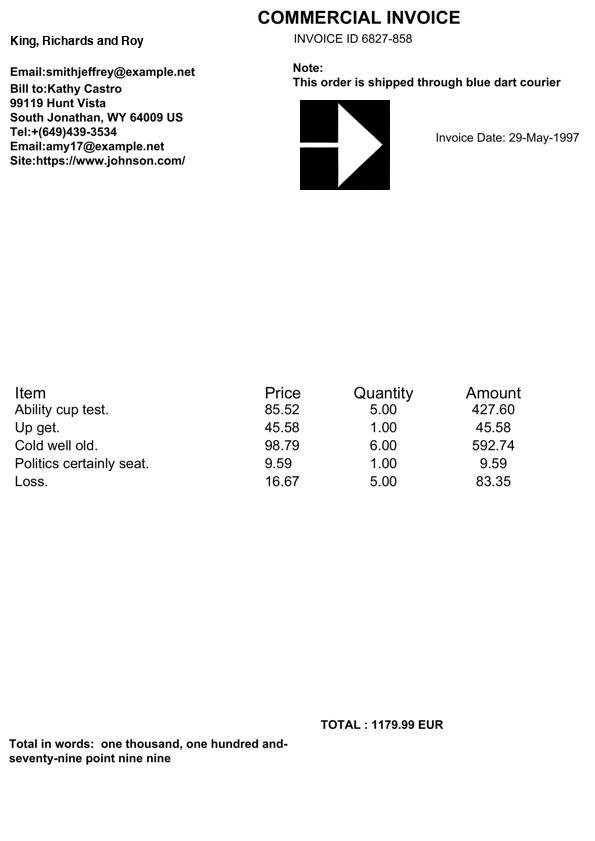 COMMERCIAL INVOICE
King, Richards and Roy
INVOICE ID 6827-858
Email:smithjeffrey@example.net
Bill to:Kathy Castro
99119 Hunt Vista
South Jonathan, WY 64009 US
Tel:+(649)439-3534
Email:amy17@example.net
Site:https://www.johnson.com/
Note:
This order is shipped through blue dart courier
Invoice Date: 29-May-1997
Item Price Quantity Amount
Ability cup test. 85.52 5.00 427.60
Up get. 45.58 1.00 45.58
Cold well old. 98.79 6.00 592.74
Politics certainly seat. 9.59 1.00 9.59
Loss. 16.67 5.00 83.35
TOTAL : 1179.99 EUR
Total in words:  one thousand, one hundred and-
seventy-nine point nine nine